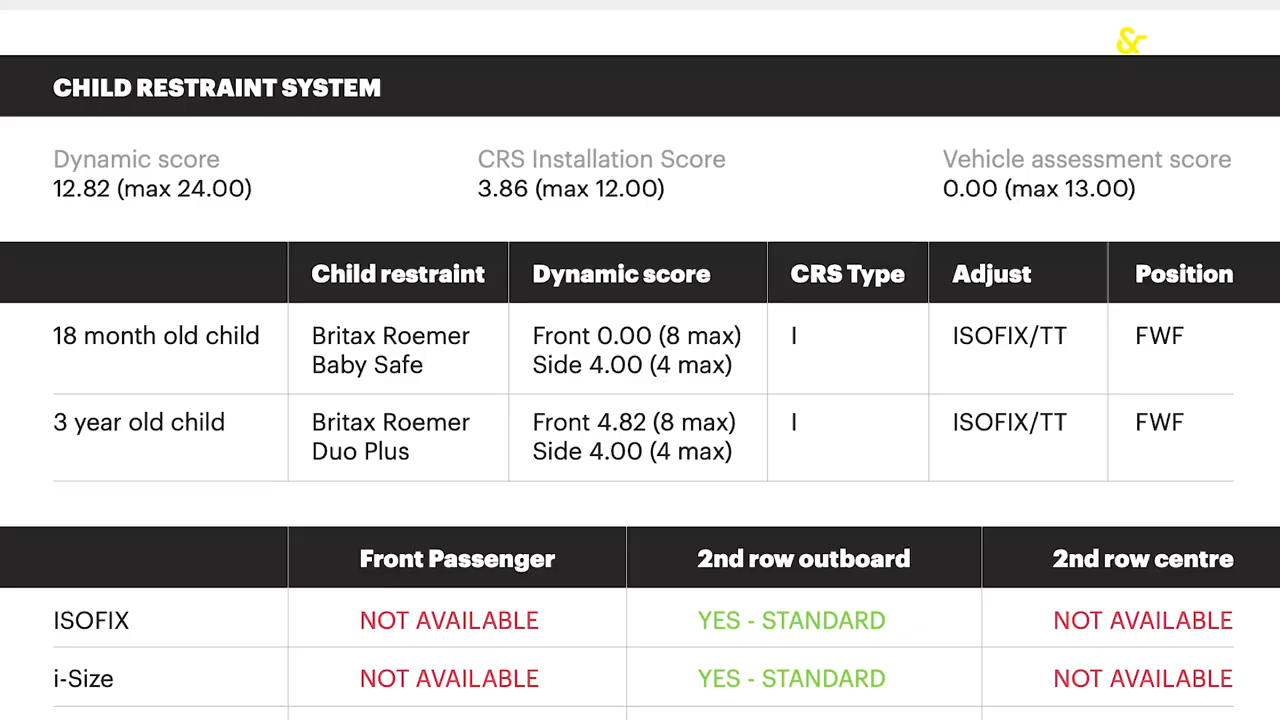 &
CHILD RESTRAINT SYSTEM
Dynamic score CRS Installation Score Vehicle assessment score
12.82 (max 24.00) 3.86 (max 12.00) 0.00 (max 13.00)
Child restraint Dynamic score CRS Type Adjust Position
18 month old child Britax Roemer Front 0.00 (8 max) I ISOFIX/TT FWF
Baby Safe Side 4.00 (4 max)
3 year old child Britax Roemer Front 4.82 (8 max) I ISOFIX/TT FWF
Duo Plus Side 4.00 (4 max)
Front Passenger 2nd row outboard 2nd row centre
ISOFIX NOT AVAILABLE YES - STANDARD NOT AVAILABLE
i-Size NOT AVAILABLE YES - STANDARD NOT AVAILABLE